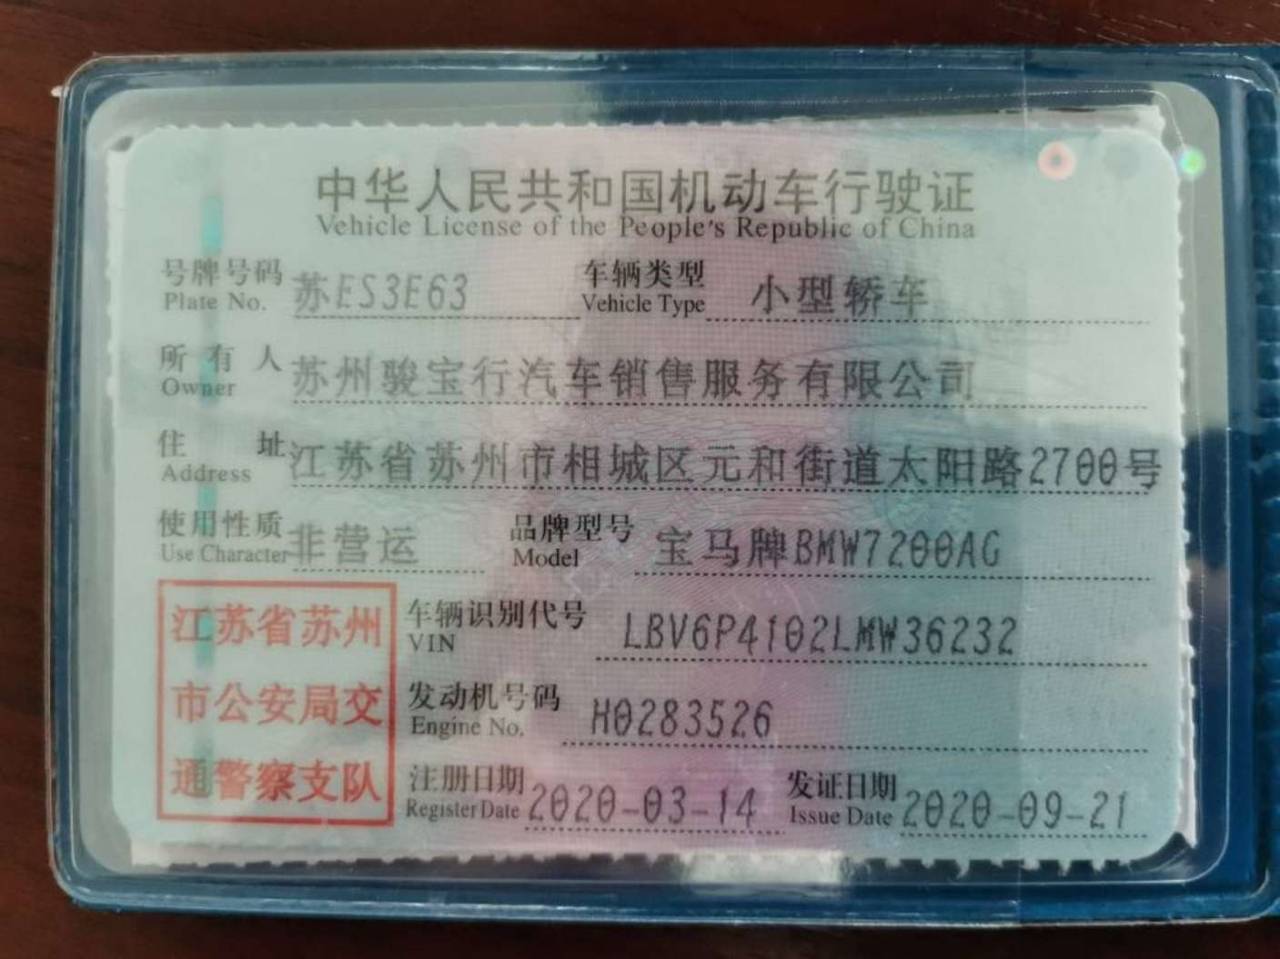 中华人民共和国机动车行驶证
Vehicle License of the People's Republic of China
号牌号码 苏ES3E63 车辆类型 小型轿车
Plate No. Vehicle Type
所有人 苏州骏宝行汽车销售服务有限公司
Owner
住址 江苏省苏州市相城区元和街道太阳路2700号
Address
使用性质 非营运 品牌型号 宝马牌BMW7200AG
Use Character Model
江苏省苏州
市公安局交
通警察支队
车辆识别代号 LBV6P4102LMW36232
VIN
发动机号码 H0283526
Engine No.
注册日期 2020-03-14 发证日期 2020-09-21
Register Date Issue Date